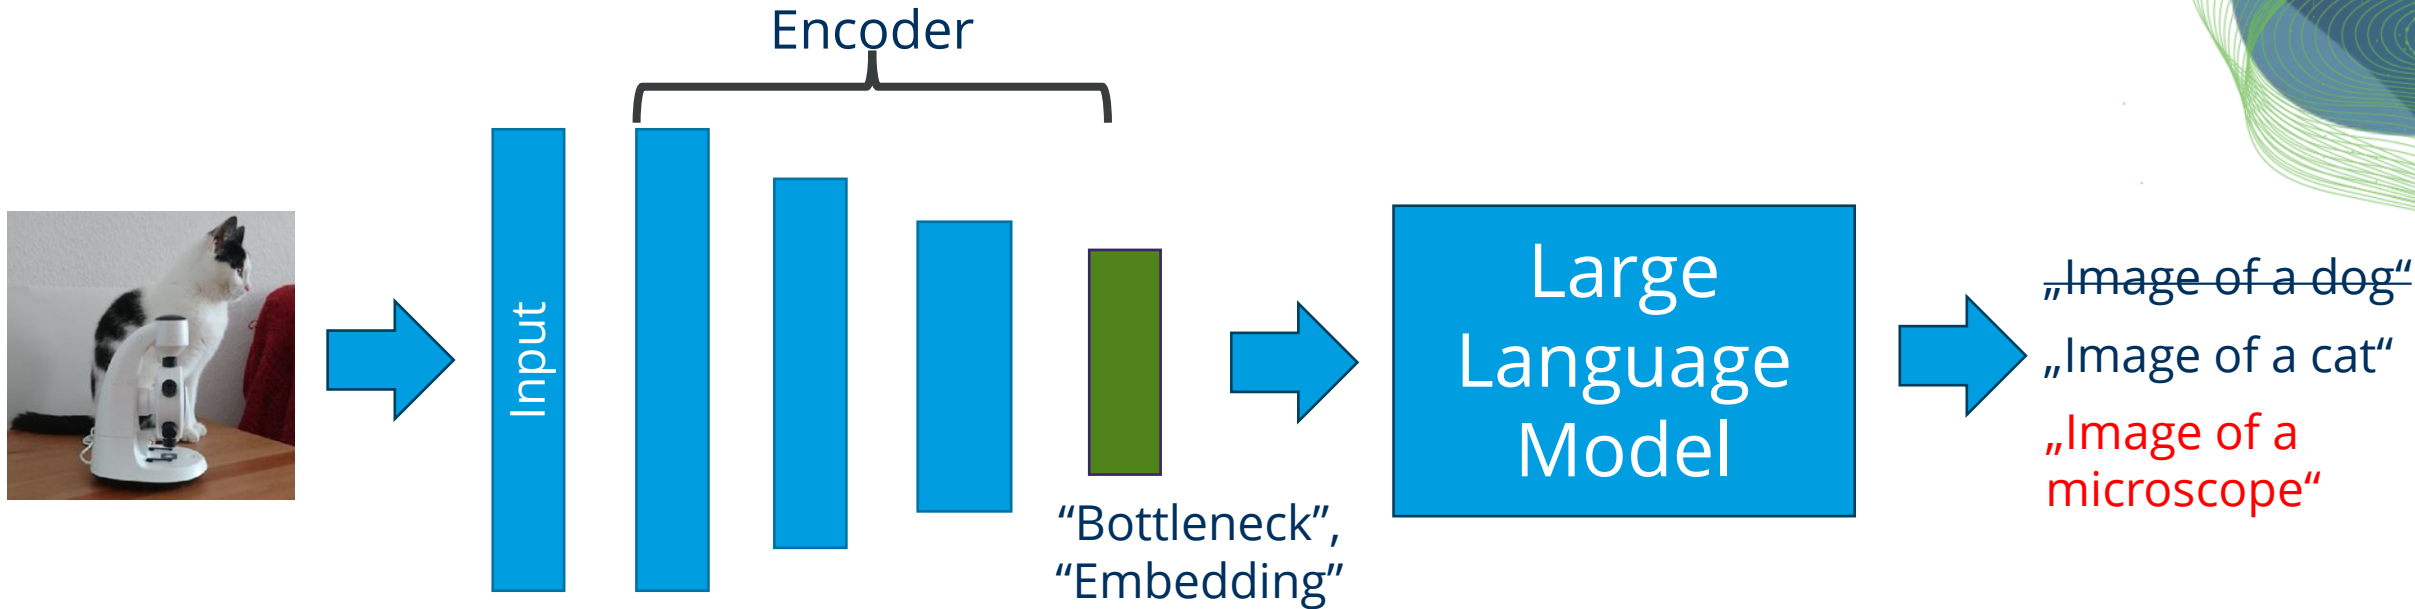 Encoder
Input
“Bottleneck”,
“Embedding”
Large
Language
Model
„Image of a dog“
„Image of a cat“
„Image of a
microscope“